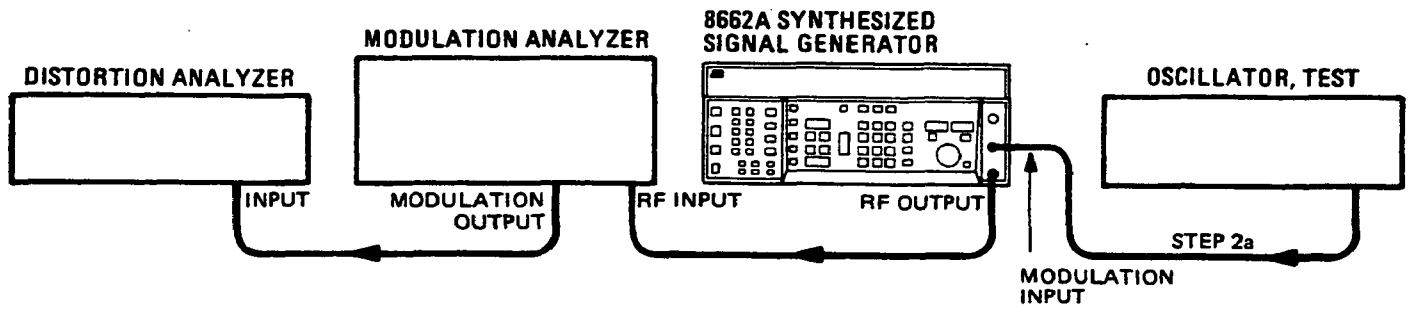 8662A SYNTHESIZED
SIGNAL GENERATOR
MODULATION ANALYZER
DISTORTION ANALYZER
OSCILLATOR, TEST
INPUT
MODULATION
OUTPUT
RF INPUT
RF OUTPUT
STEP 2a
MODULATION
INPUT